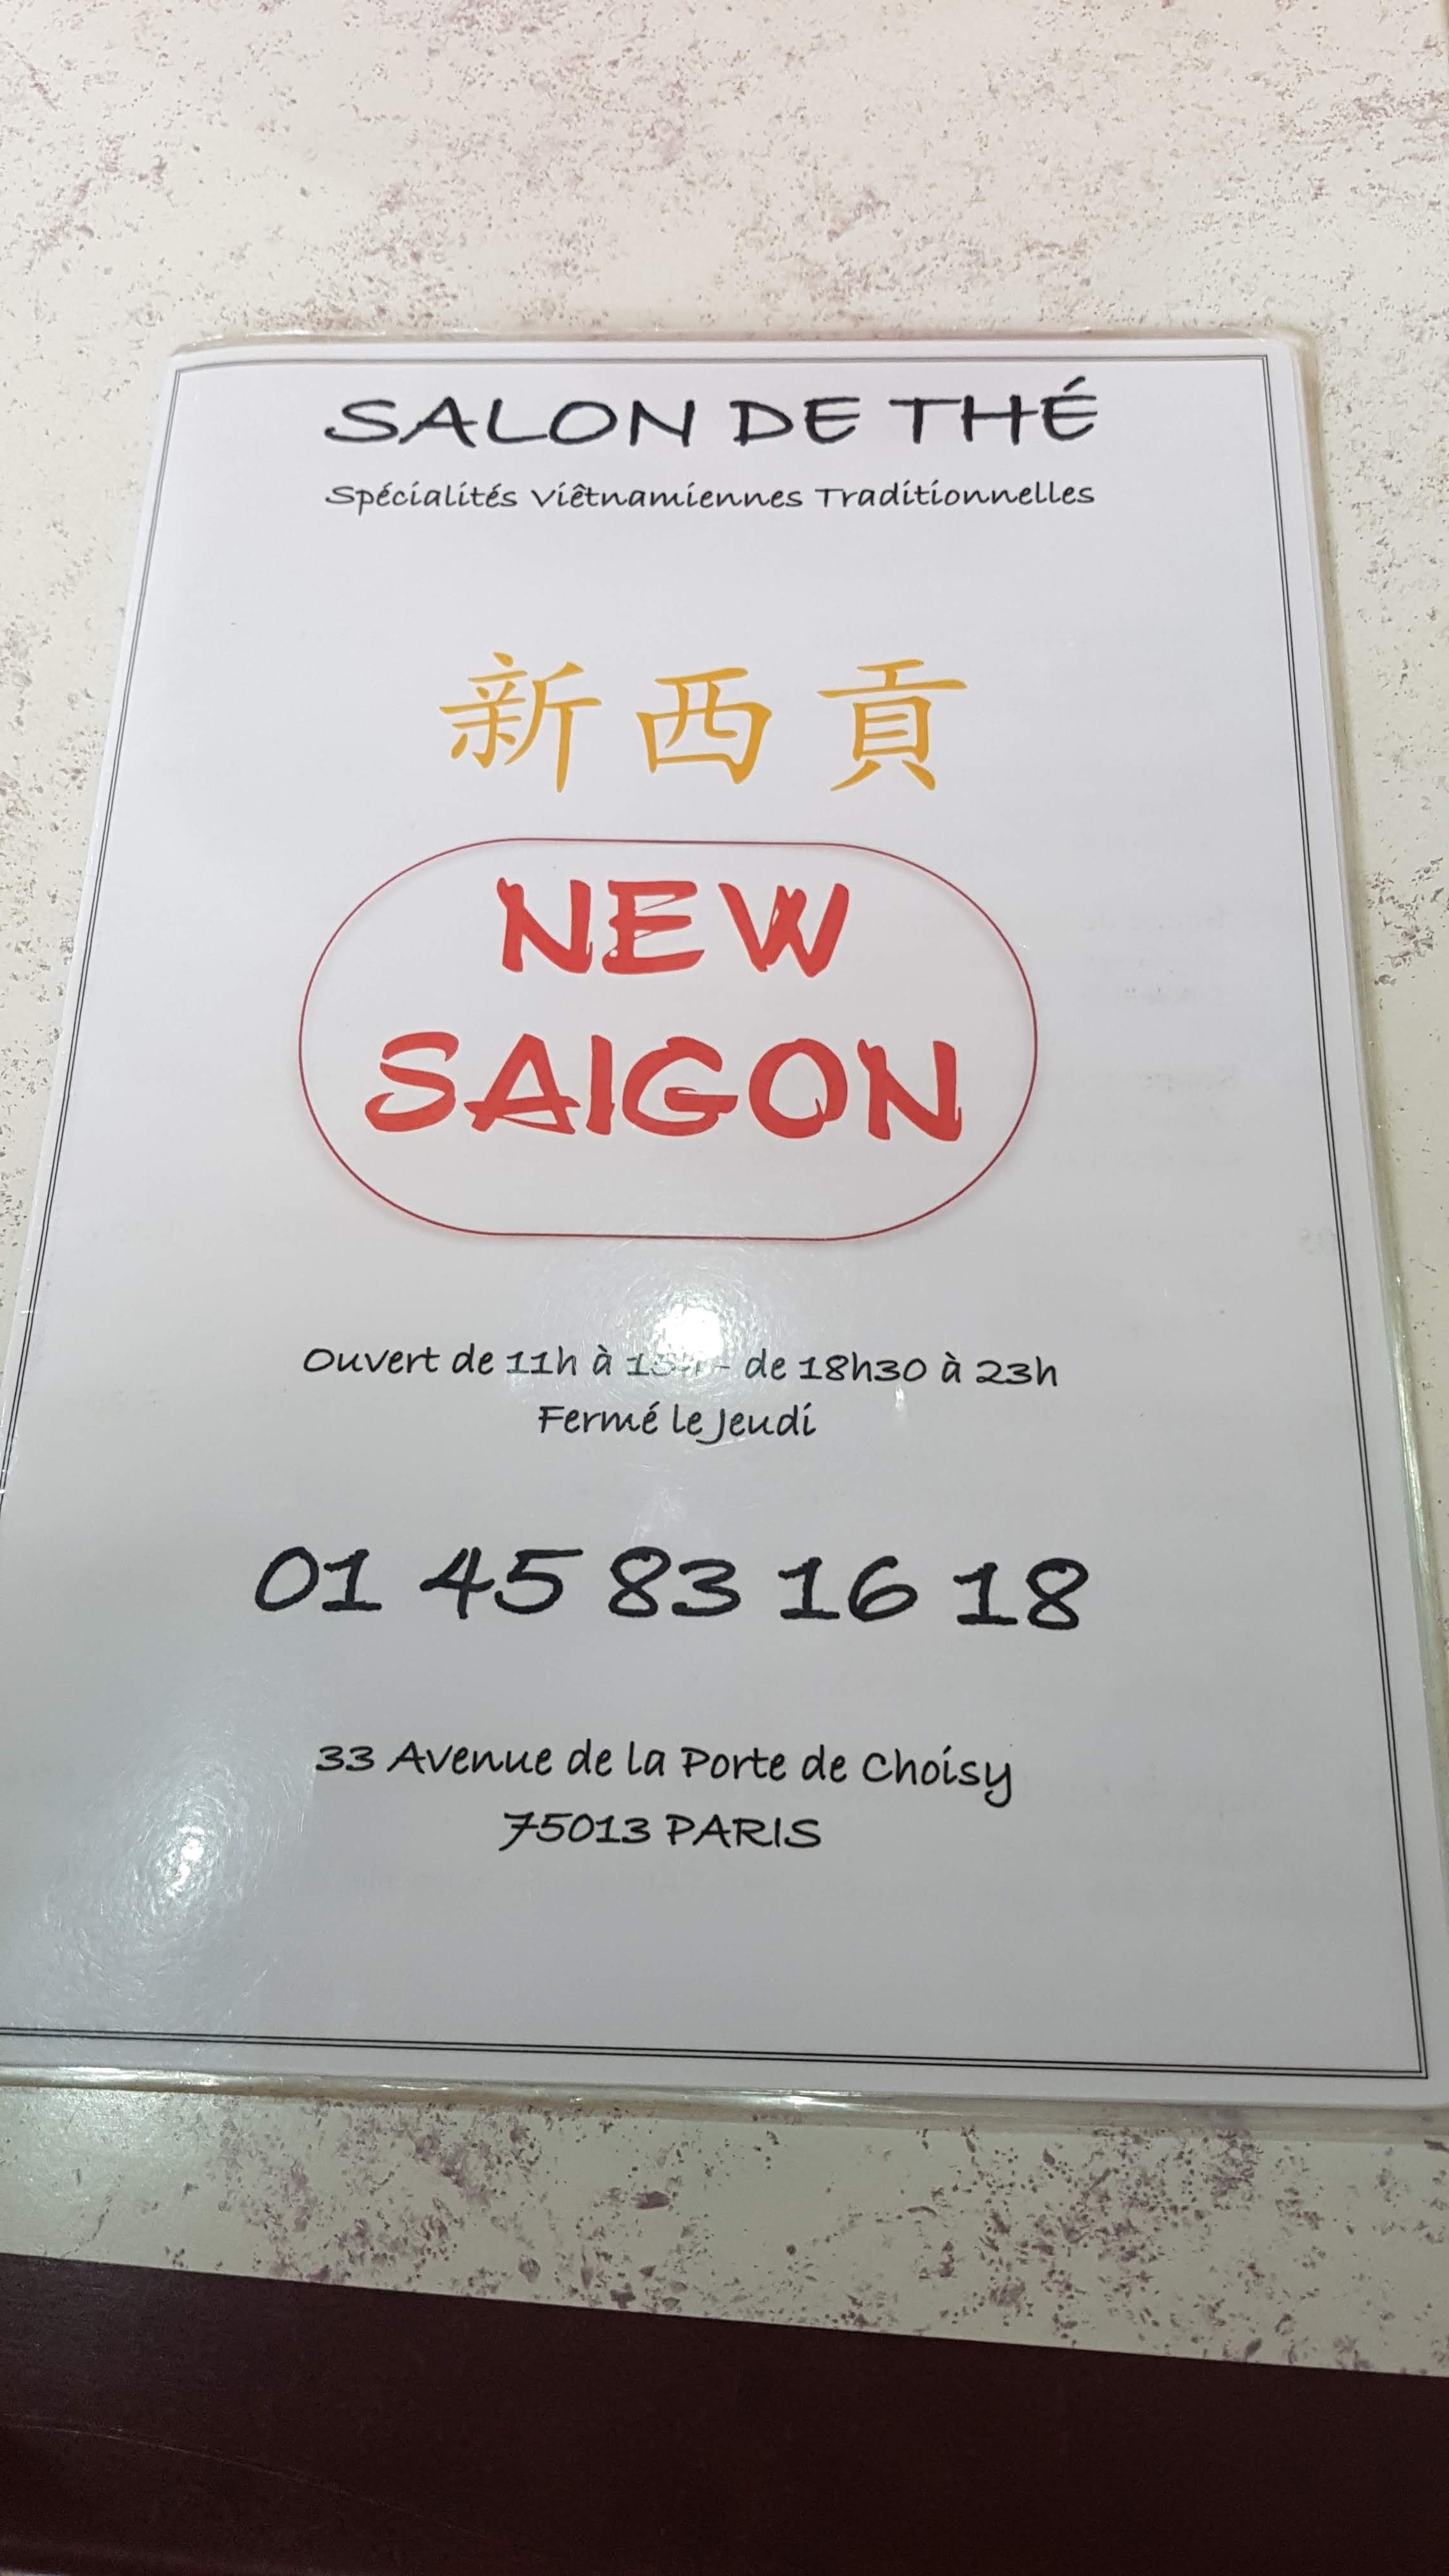 SALON DE THÉ
Spécialités Viêtnamiennes Traditionnelles
新西貢
NEW
SAIGON
Ouvert de 11h à - de 18h30 à 23h
Fermé le Jeudi
01 45 83 16 18
33 Avenue de la Porte de Choisy
75013 PARIS